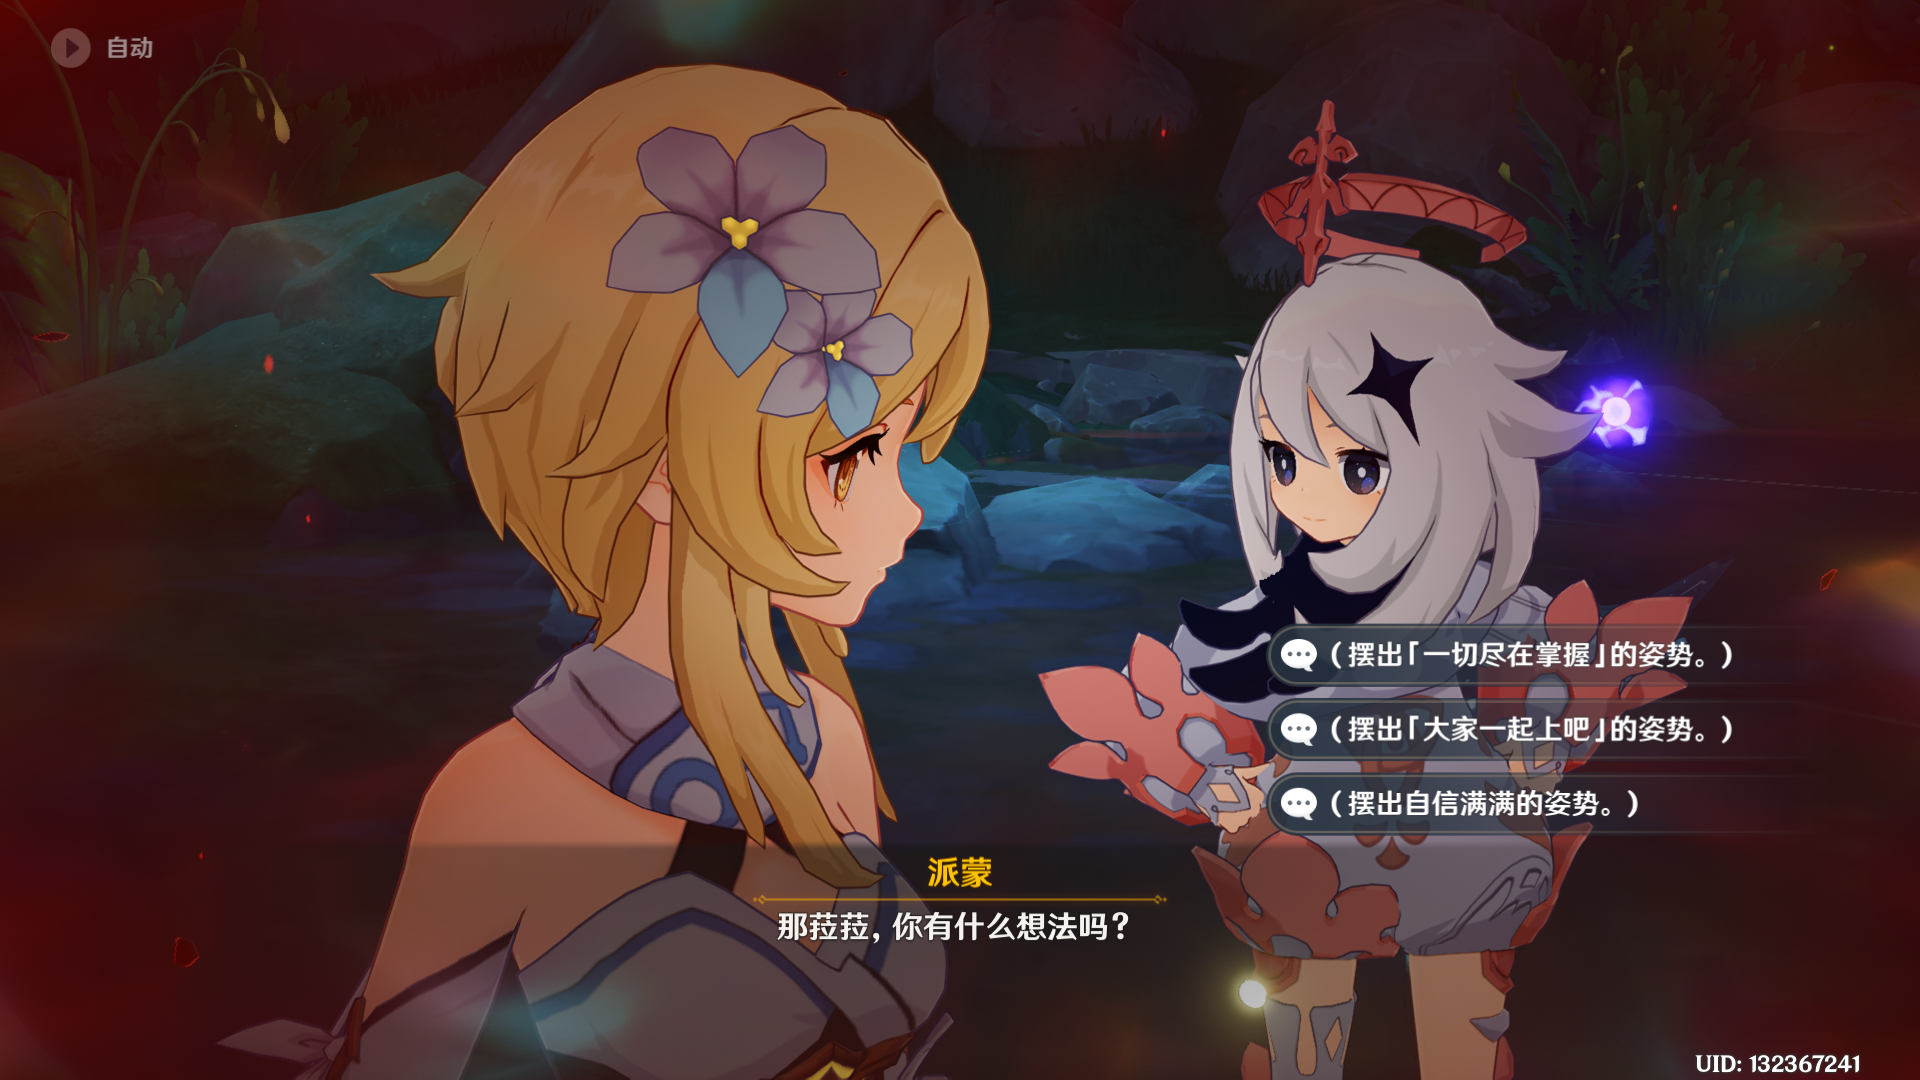 自动
（摆出「一切尽在掌握」的姿势。）
（摆出「大家一起上吧」的姿势。）
（摆出自信满满的姿势。）
派蒙
那菈菈，你有什么想法吗？
UID: 132367241